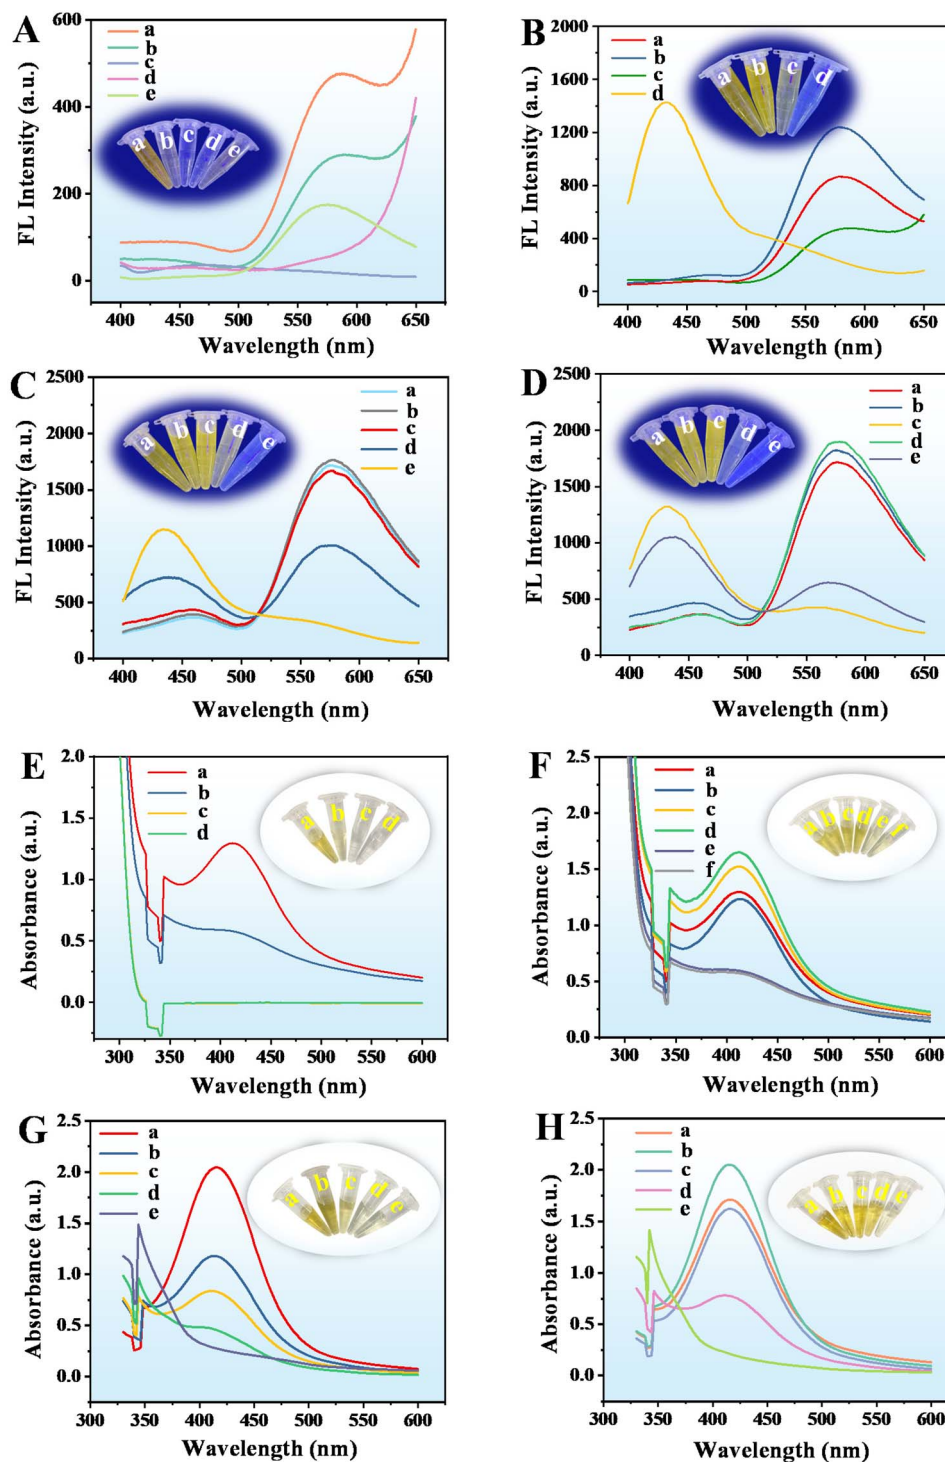 A
600
400
200
0
FL Intensity (a.u.)
a
b
c
d
e
a b c d e
400 450 500 550 600 650
Wavelength (nm)
B
2000
1600
1200
800
400
0
FL Intensity (a.u.)
a
b
c
d
a b c d
400 450 500 550 600 650
Wavelength (nm)
C
2500
2000
1500
1000
500
0
FL Intensity (a.u.)
a
b
c
d
e
a b c d e
400 450 500 550 600 650
Wavelength (nm)
D
2500
2000
1500
1000
500
0
FL Intensity (a.u.)
a
b
c
d
e
a b c d e
400 450 500 550 600 650
Wavelength (nm)
E
2.0
1.5
1.0
0.5
0.0
Absorbance (a.u.)
a
b
c
d
a b c d
300 350 400 450 500 550 600
Wavelength (nm)
F
2.5
2.0
1.5
1.0
0.5
0.0
Absorbance (a.u.)
a
b
c
d
e
f
a b c d e f
300 350 400 450 500 550 600
Wavelength (nm)
G
2.5
2.0
1.5
1.0
0.5
0.0
Absorbance (a.u.)
a
b
c
d
e
a b c d e
300 350 400 450 500 550 600
Wavelength (nm)
H
2.5
2.0
1.5
1.0
0.5
0.0
Absorbance (a.u.)
a
b
c
d
e
a b c d e
300 350 400 450 500 550 600
Wavelength (nm)